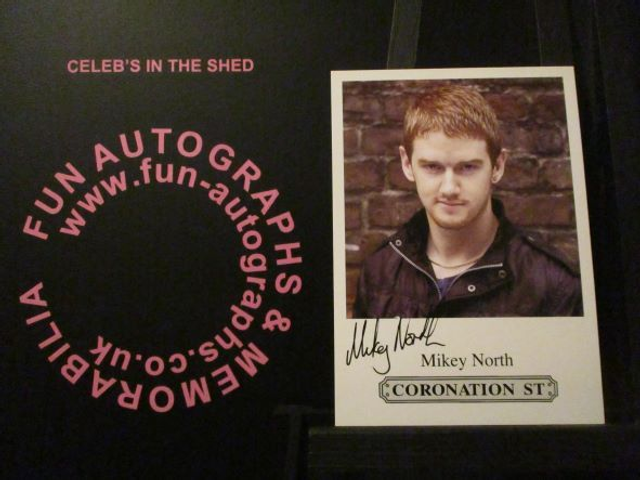 CELEB'S IN THE SHED
FUN AUTOGRAPHS & MEMORABILIA
www.fun-autographs.co.uk
Mikey North
Mikey North
CORONATION ST.